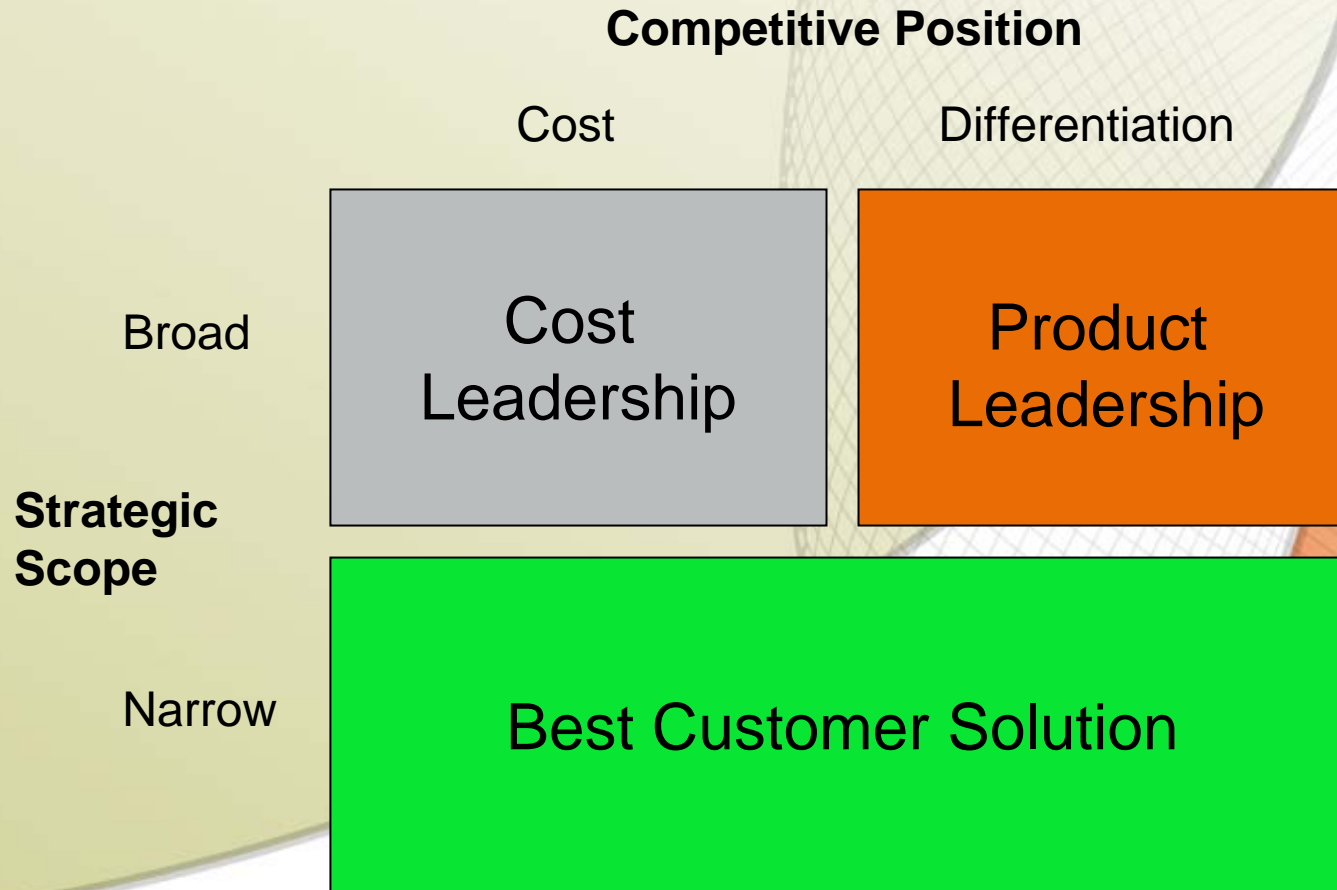 Competitive Position
Cost
Differentiation
Broad
Cost
Leadership
Product
Leadership
Strategic
Scope
Narrow
Best Customer Solution